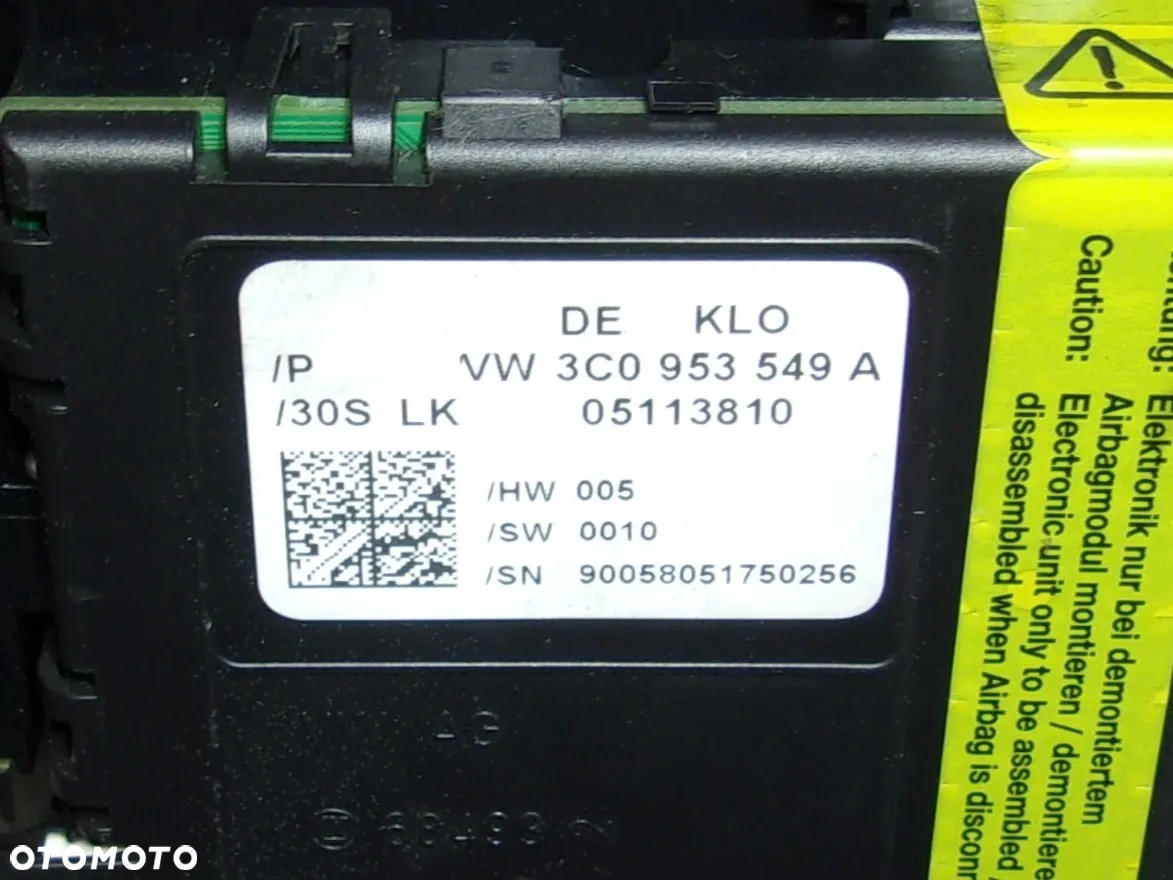 DE KLO
/P VW 3C0 953 549 A
/30S LK 05113810
/HW 005
/SW 0010
/SN 90058051750256
AG
Elektronik nur bei demontiertem
Airbagmodul montieren /
Caution: Electronic unit only to be assembled /
disassembled when Airbag is
OTOMOTO